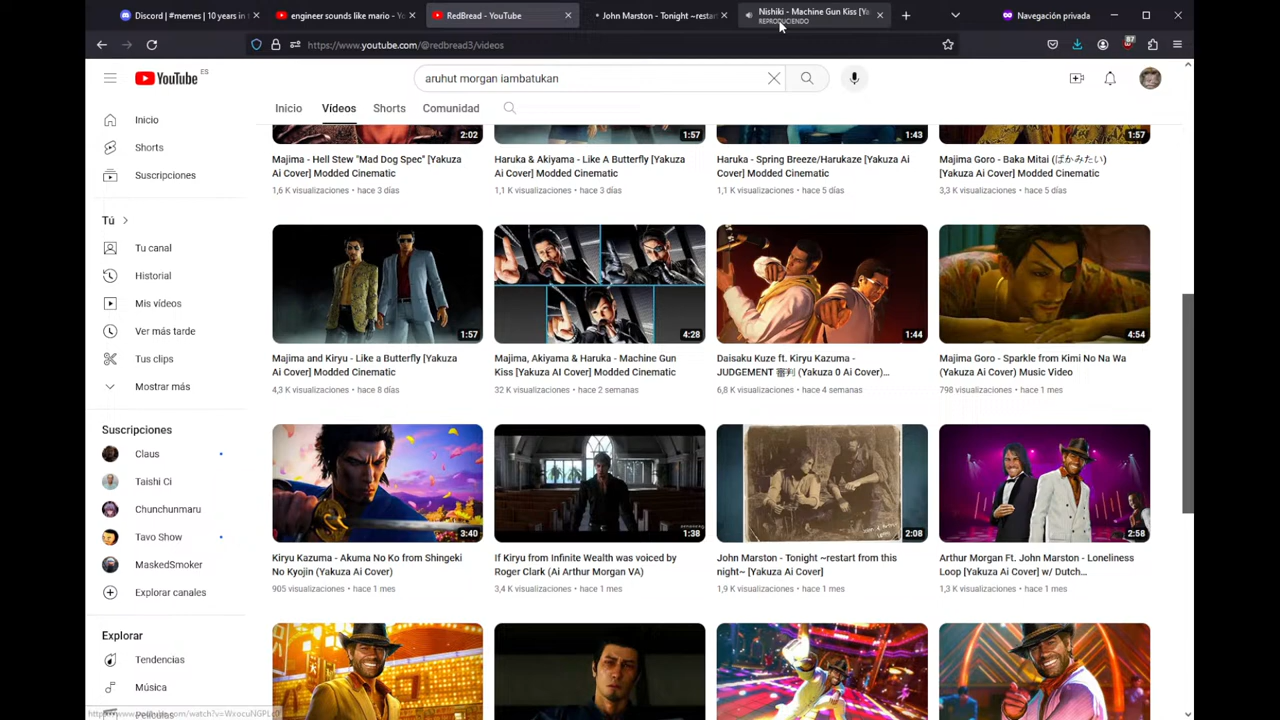 Discord | #memes | 10 years in s
engineer sounds like mario - Yo
RedBread - YouTube
John Marston - Tonight ~restart
Nishiki - Machine Gun Kiss [Ya
REPRODUCIENDO
Navegación privada
https://www.youtube.com/@redbread3/videos
87
YouTube ES
aruhut morgan iambatukan
Inicio
Vídeos
Shorts
Comunidad
Inicio
Shorts
Suscripciones
Tú
Tu canal
Historial
Mis vídeos
Ver más tarde
Tus clips
Mostrar más
Suscripciones
Claus
Taishi Ci
Chunchunmaru
Tavo Show
MaskedSmoker
Explorar canales
Explorar
Tendencias
Música
Películas
2:02
1:57
1:43
1:57
Majima - Hell Stew "Mad Dog Spec" [Yakuza
Ai Cover] Modded Cinematic
1,6 K visualizaciones • hace 3 días
Haruka & Akiyama - Like A Butterfly [Yakuza
Ai Cover] Modded Cinematic
1,1 K visualizaciones • hace 3 días
Haruka - Spring Breeze/Harukaze [Yakuza Ai
Cover] Modded Cinematic
1,1 K visualizaciones • hace 5 días
Majima Goro - Baka Mitai (ばかみたい)
[Yakuza Ai Cover] Modded Cinematic
3,3 K visualizaciones • hace 5 días
1:57
4:28
1:44
4:54
Majima and Kiryu - Like a Butterfly [Yakuza
Ai Cover] Modded Cinematic
4,3 K visualizaciones • hace 8 días
Majima, Akiyama & Haruka - Machine Gun
Kiss [Yakuza AI Cover] Modded Cinematic
32 K visualizaciones • hace 2 semanas
Daisaku Kuze ft. Kiryu Kazuma -
JUDGEMENT 審判 (Yakuza 0 Ai Cover)...
6,8 K visualizaciones • hace 4 semanas
Majima Goro - Sparkle from Kimi No Na Wa
(Yakuza Ai Cover) Music Video
798 visualizaciones • hace 1 mes
3:40
1:38
2:08
2:58
Kiryu Kazuma - Akuma No Ko from Shingeki
No Kyojin (Yakuza Ai Cover)
905 visualizaciones • hace 1 mes
If Kiryu from Infinite Wealth was voiced by
Roger Clark (Ai Arthur Morgan VA)
3,4 K visualizaciones • hace 1 mes
John Marston - Tonight ~restart from this
night~ [Yakuza Ai Cover]
1,9 K visualizaciones • hace 1 mes
Arthur Morgan Ft. John Marston - Loneliness
Loop [Yakuza Ai Cover] w/ Dutch...
1,3 K visualizaciones • hace 1 mes